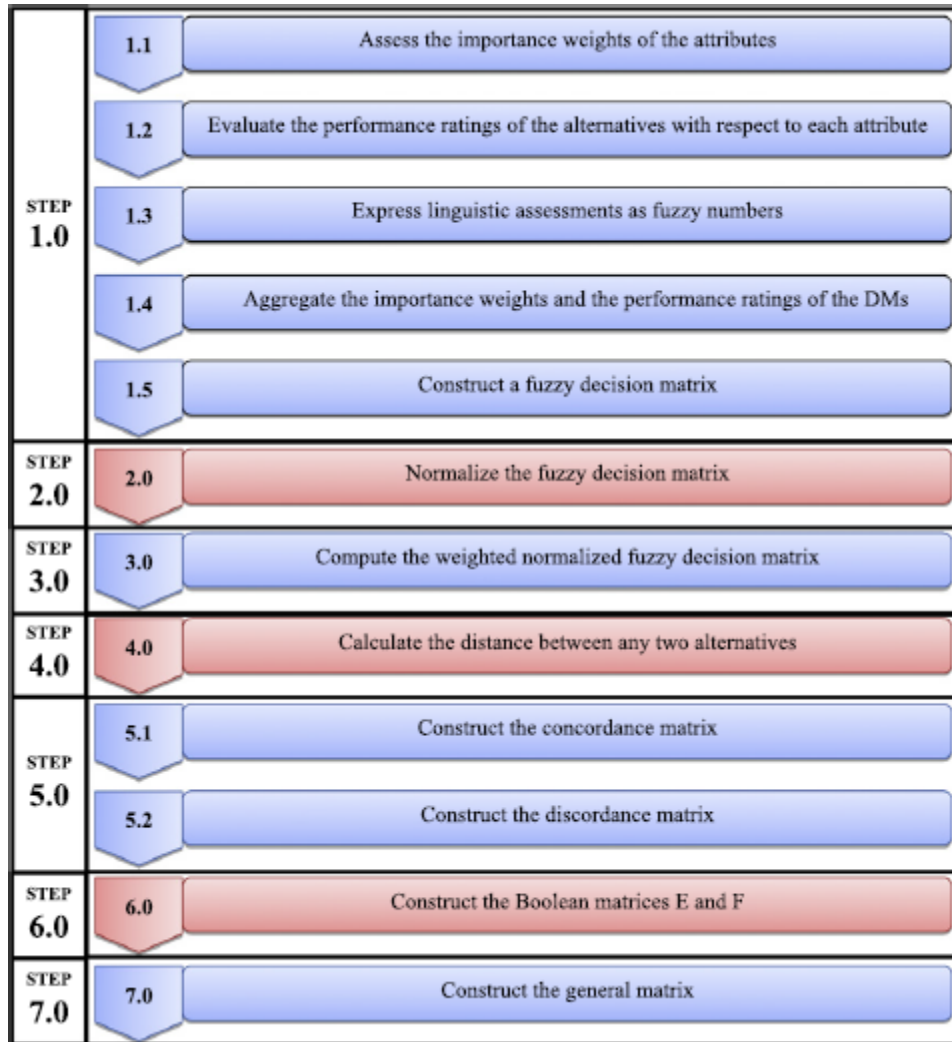 STEP
1.0
1.1
Assess the importance weights of the attributes
1.2
Evaluate the performance ratings of the alternatives with respect to each attribute
1.3
Express linguistic assessments as fuzzy numbers
1.4
Aggregate the importance weights and the performance ratings of the DMs
1.5
Construct a fuzzy decision matrix
STEP
2.0
2.0
Normalize the fuzzy decision matrix
STEP
3.0
3.0
Compute the weighted normalized fuzzy decision matrix
STEP
4.0
4.0
Calculate the distance between any two alternatives
STEP
5.0
5.1
Construct the concordance matrix
5.2
Construct the discordance matrix
STEP
6.0
6.0
Construct the Boolean matrices E and F
STEP
7.0
7.0
Construct the general matrix